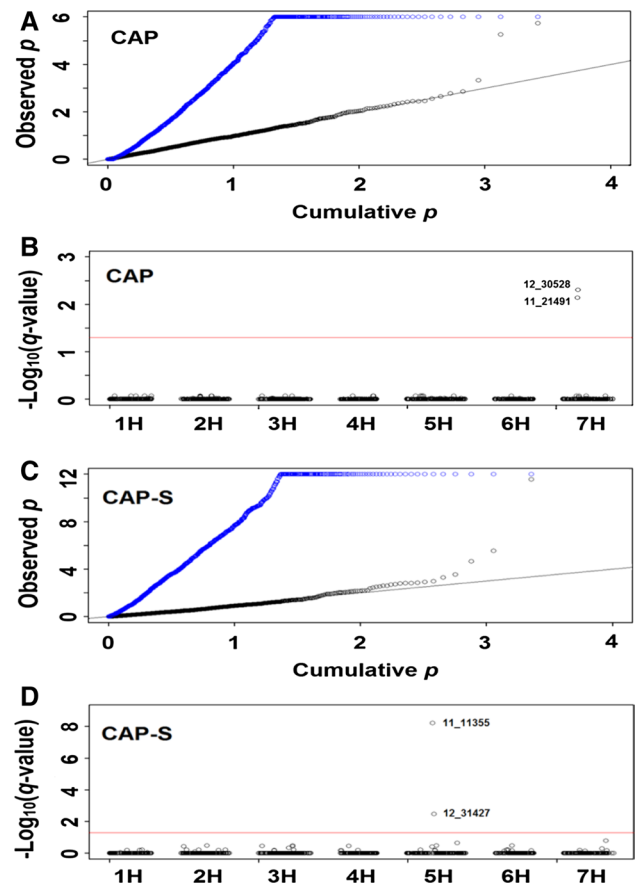 A
CAP
Observed p
6
4
2
0
0 1 2 3 4
Cumulative p
B
CAP
-Log10(q-value)
3
2
1
0
12_30528
11_21491
1H 2H 3H 4H 5H 6H 7H
C
CAP-S
Observed p
12
8
4
0
0 1 2 3 4
Cumulative p
D
CAP-S
-Log10(q-value)
8
6
4
2
0
11_11355
12_31427
1H 2H 3H 4H 5H 6H 7H